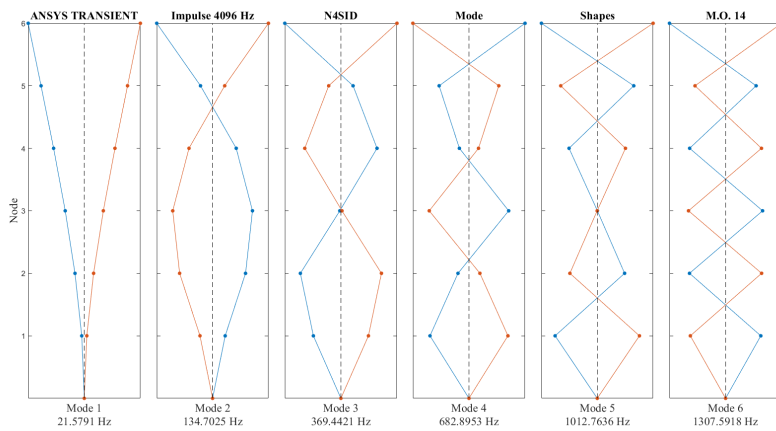 ANSYS TRANSIENT
Impulse 4096 Hz
N4SID
Mode
Shapes
M.O. 14
Node
6
5
4
3
2
1
Mode 1
21.5791 Hz
Mode 2
134.7025 Hz
Mode 3
369.4421 Hz
Mode 4
682.8953 Hz
Mode 5
1012.7636 Hz
Mode 6
1307.5918 Hz